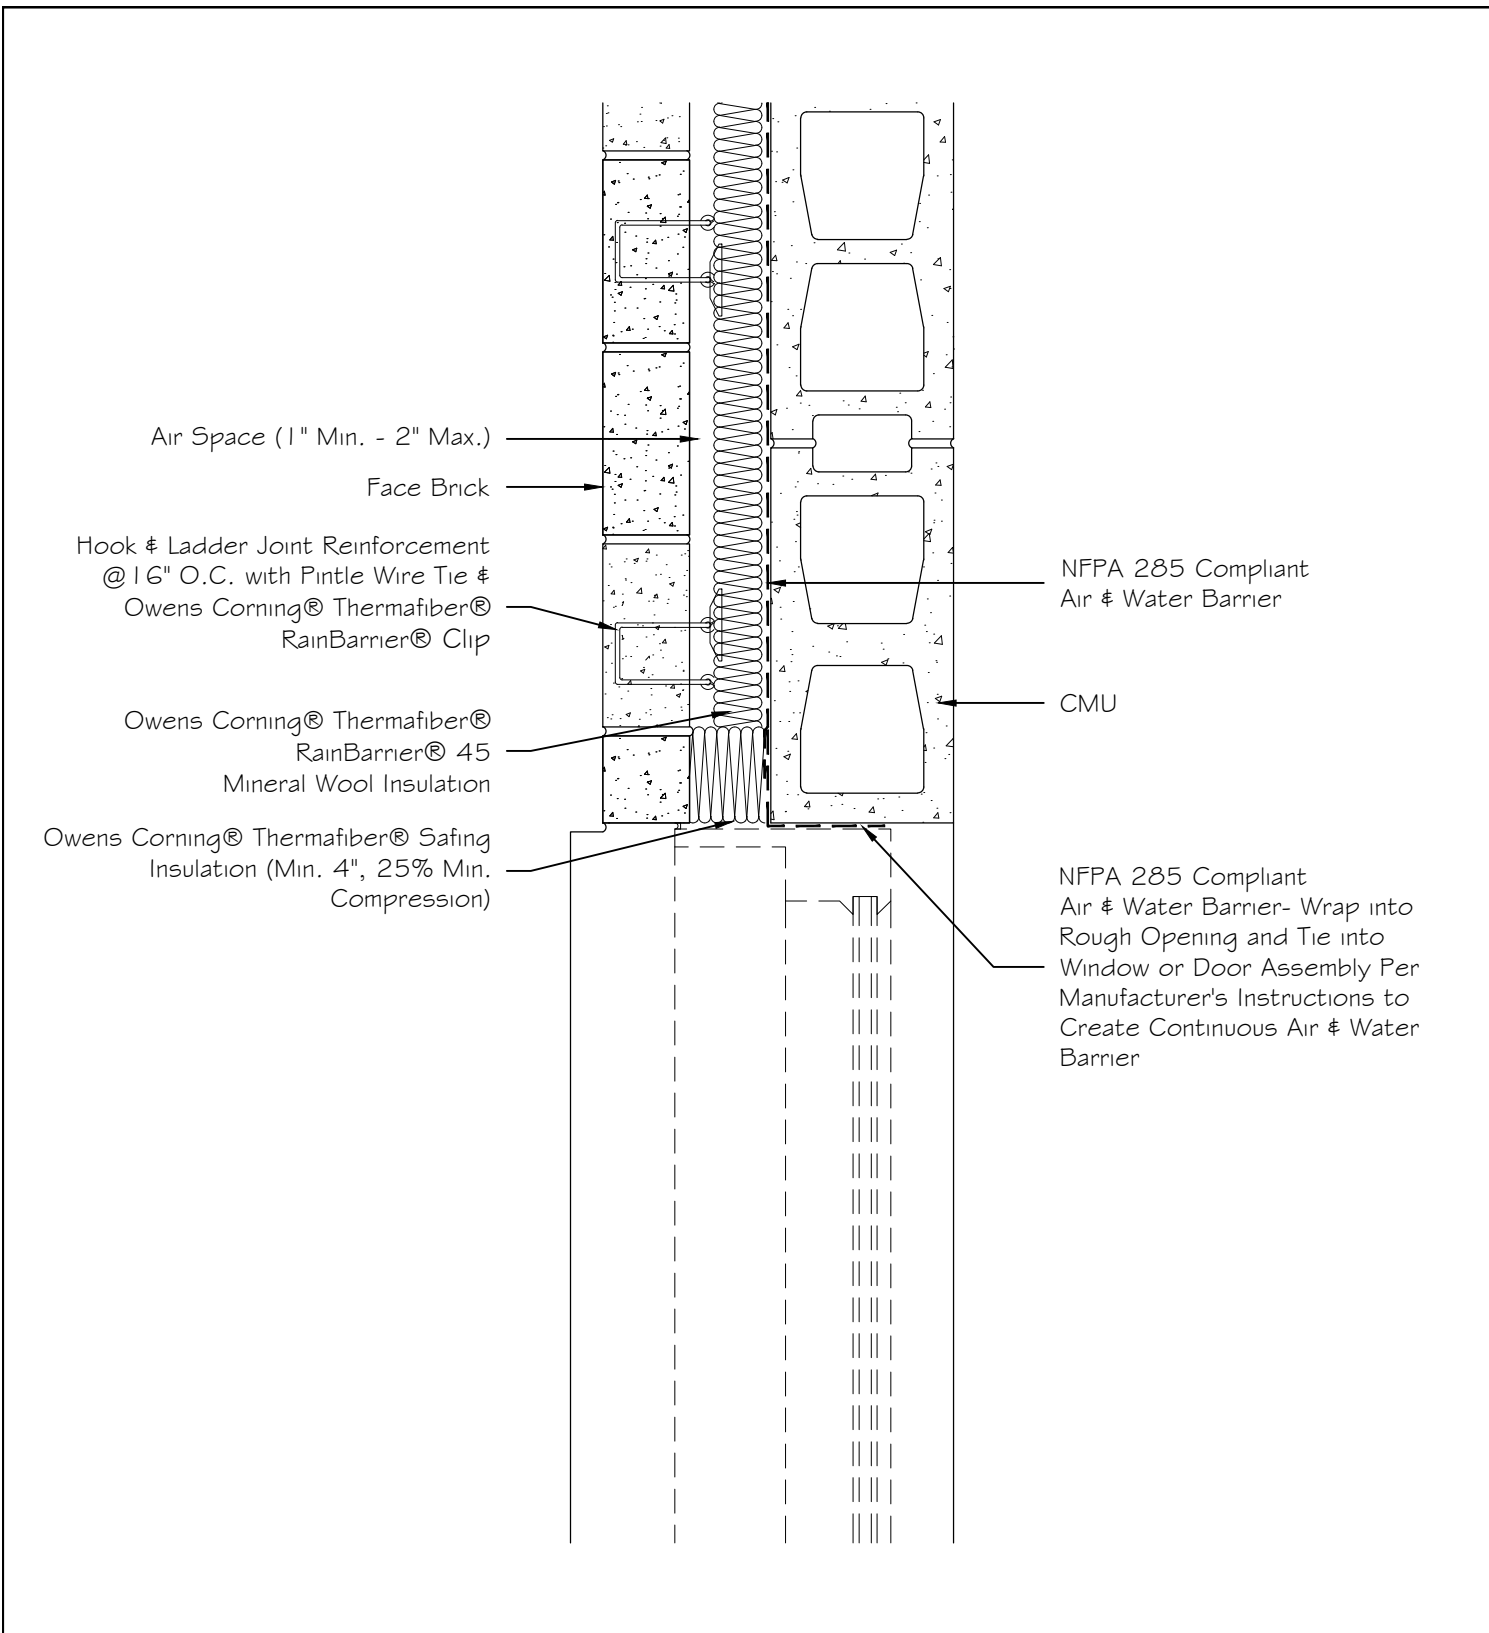 Air Space (1" Min. - 2" Max.)
Face Brick
Hook & Ladder Joint Reinforcement
@16" O.C. with Pintle Wire Tie &
Owens Corning® Thermafiber®
RainBarrier® Clip
Owens Corning® Thermafiber®
RainBarrier® 45
Mineral Wool Insulation
Owens Corning® Thermafiber® Safing
Insulation (Min. 4", 25% Min.
Compression)
NFPA 285 Compliant
Air & Water Barrier
CMU
NFPA 285 Compliant
Air & Water Barrier- Wrap into
Rough Opening and Tie into
Window or Door Assembly Per
Manufacturer's Instructions to
Create Continuous Air & Water
Barrier